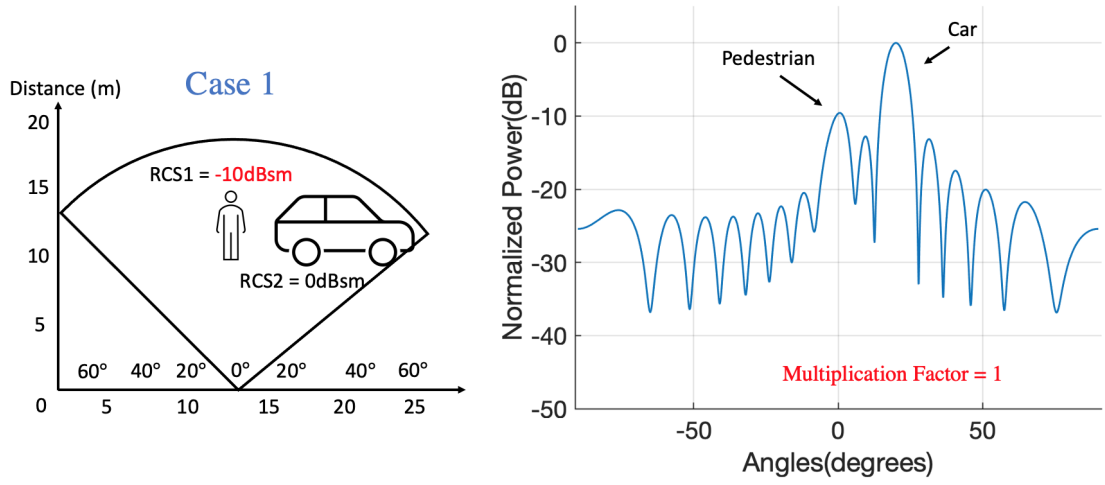 Case 1
Distance (m)
20
15
10
5
0
RCS1 = -10dBsm
RCS2 = 0dBsm
60° 40° 20° 0° 20° 40° 60°
5 10 15 20 25
Normalized Power(dB)
0
-10
-20
-30
-40
-50
Pedestrian
Car
Multiplication Factor = 1
-50 0 50
Angles(degrees)